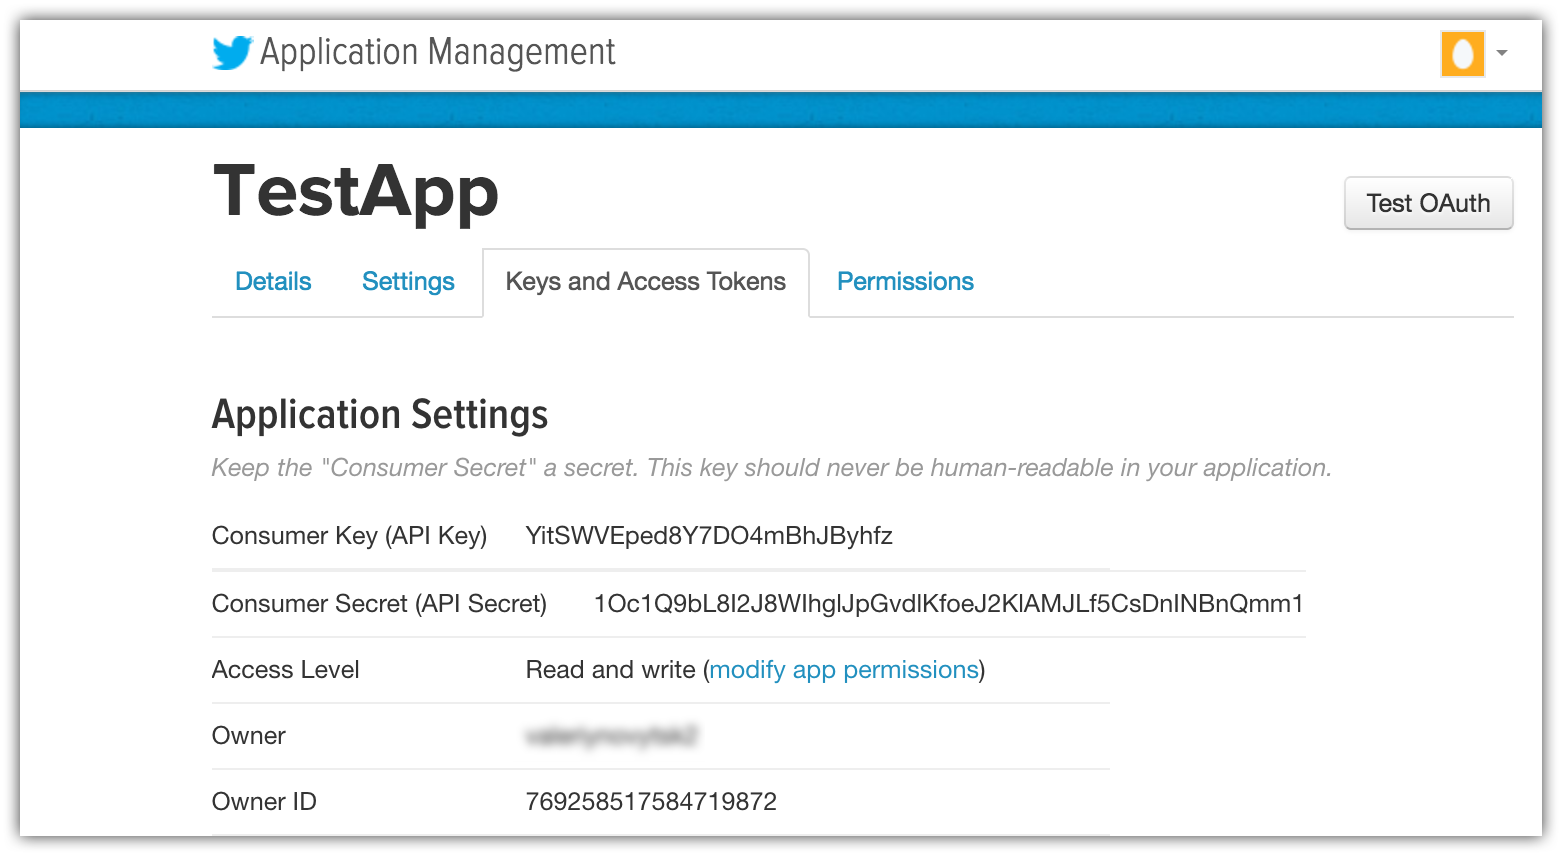 Application Management
TestApp
Test OAuth
Details Settings Keys and Access Tokens Permissions
Application Settings
Keep the "Consumer Secret" a secret. This key should never be human-readable in your application.
Consumer Key (API Key) YitSWVEped8Y7DO4mBhJByhfz
Consumer Secret (API Secret) 1Oc1Q9bL8I2J8WIhglJpGvdlKfoeJ2KlAMJLf5CsDnINBnQmm1
Access Level Read and write (modify app permissions)
Owner
Owner ID 769258517584719872